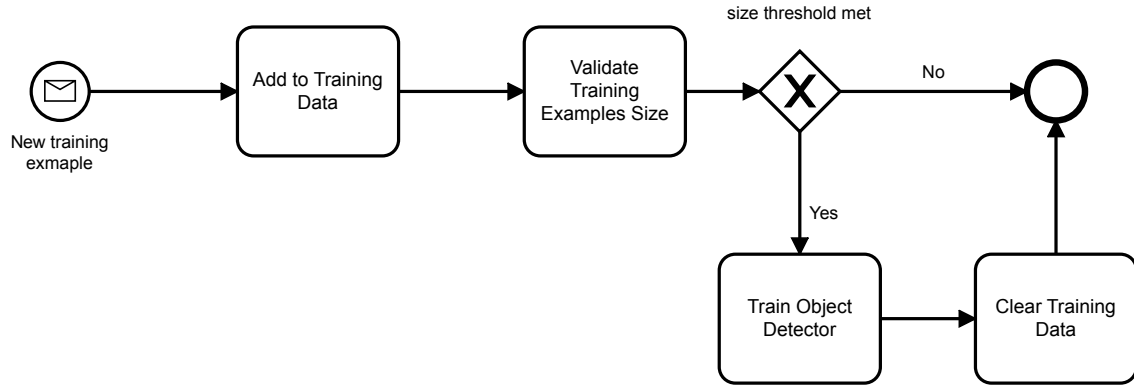 size threshold met
New training
exmaple
Add to Training
Data
Validate
Training
Examples Size
X
No
Yes
Train Object
Detector
Clear Training
Data